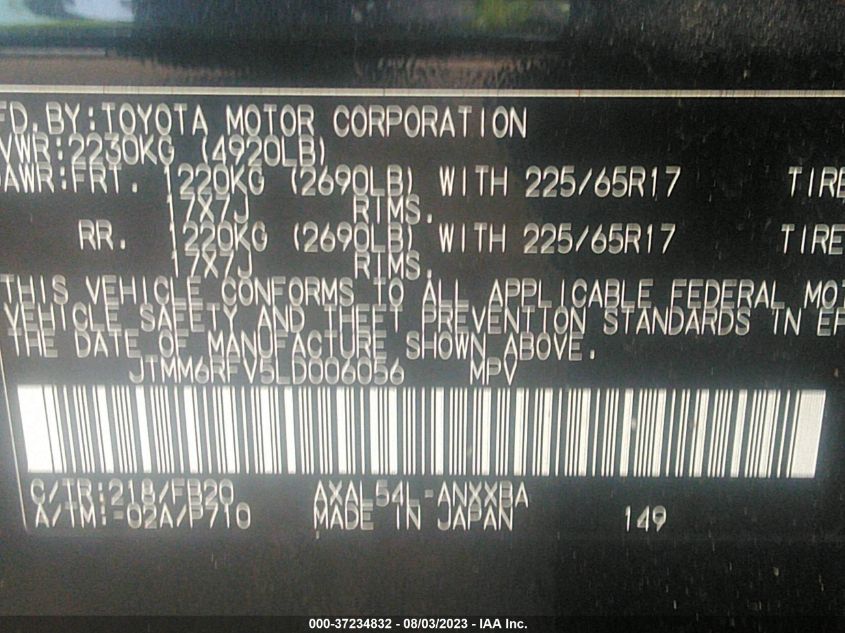 FD. BY: TOYOTA MOTOR CORPORATION
VWR: 2230KG (4920LB)
AWR: FRT. 1220KG (2690LB) WITH 225/65R17 TIRE
17X7J RIMS.
RR. 1220KG (2690LB) WITH 225/65R17 TIRE
17X7J RIMS.
THIS VEHICLE CONFORMS TO ALL APPLICABLE FEDERAL MOT
VEHICLE SAFETY AND THEFT PREVENTION STANDARDS IN EF
THE DATE OF MANUFACTURE SHOWN ABOVE.
JTMM6RFV5LD006056 MPV
C/TR: 218/FB20 AXAL54L-ANXXBA
A/TM: -02A/P710 MADE IN JAPAN 149
000-37234832 - 08/03/2023 - IAA Inc.